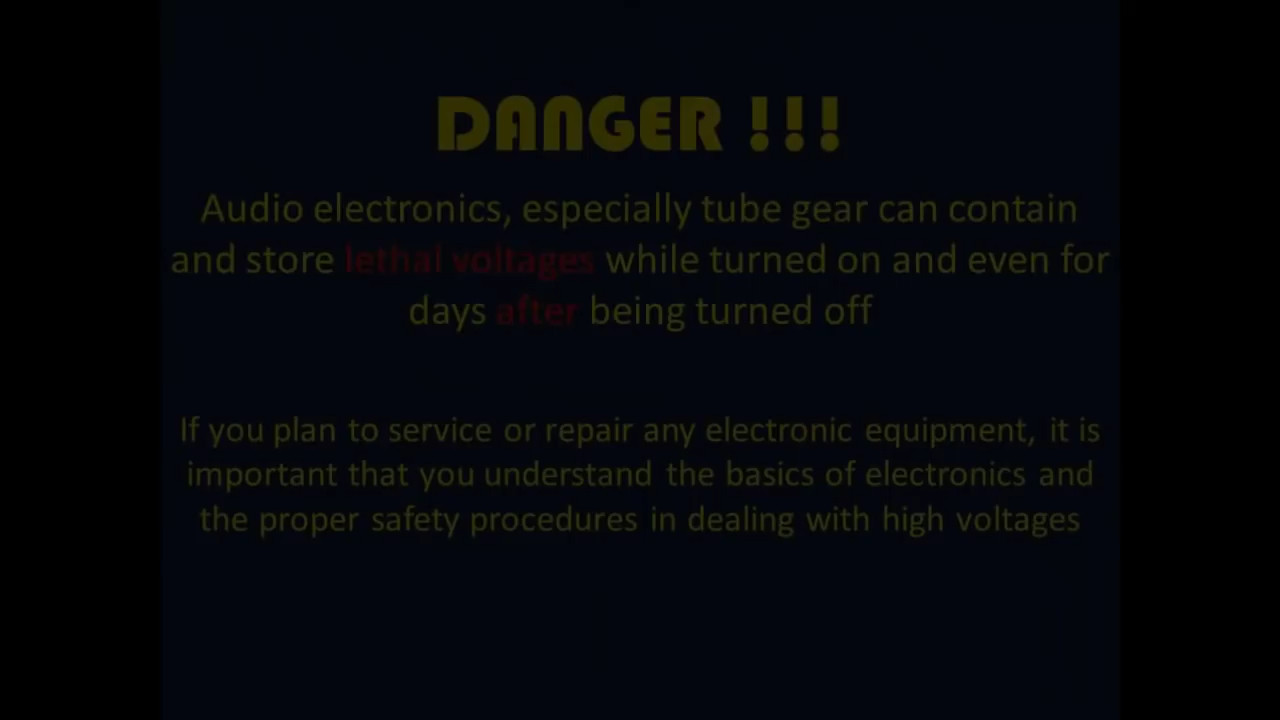 DANGER !!!
Audio electronics, especially tube gear can contain
and store lethal voltages while turned on and even for
days after being turned off
If you plan to service or repair any electronic equipment, it is
important that you understand the basics of electronics and
the proper safety procedures in dealing with high voltages